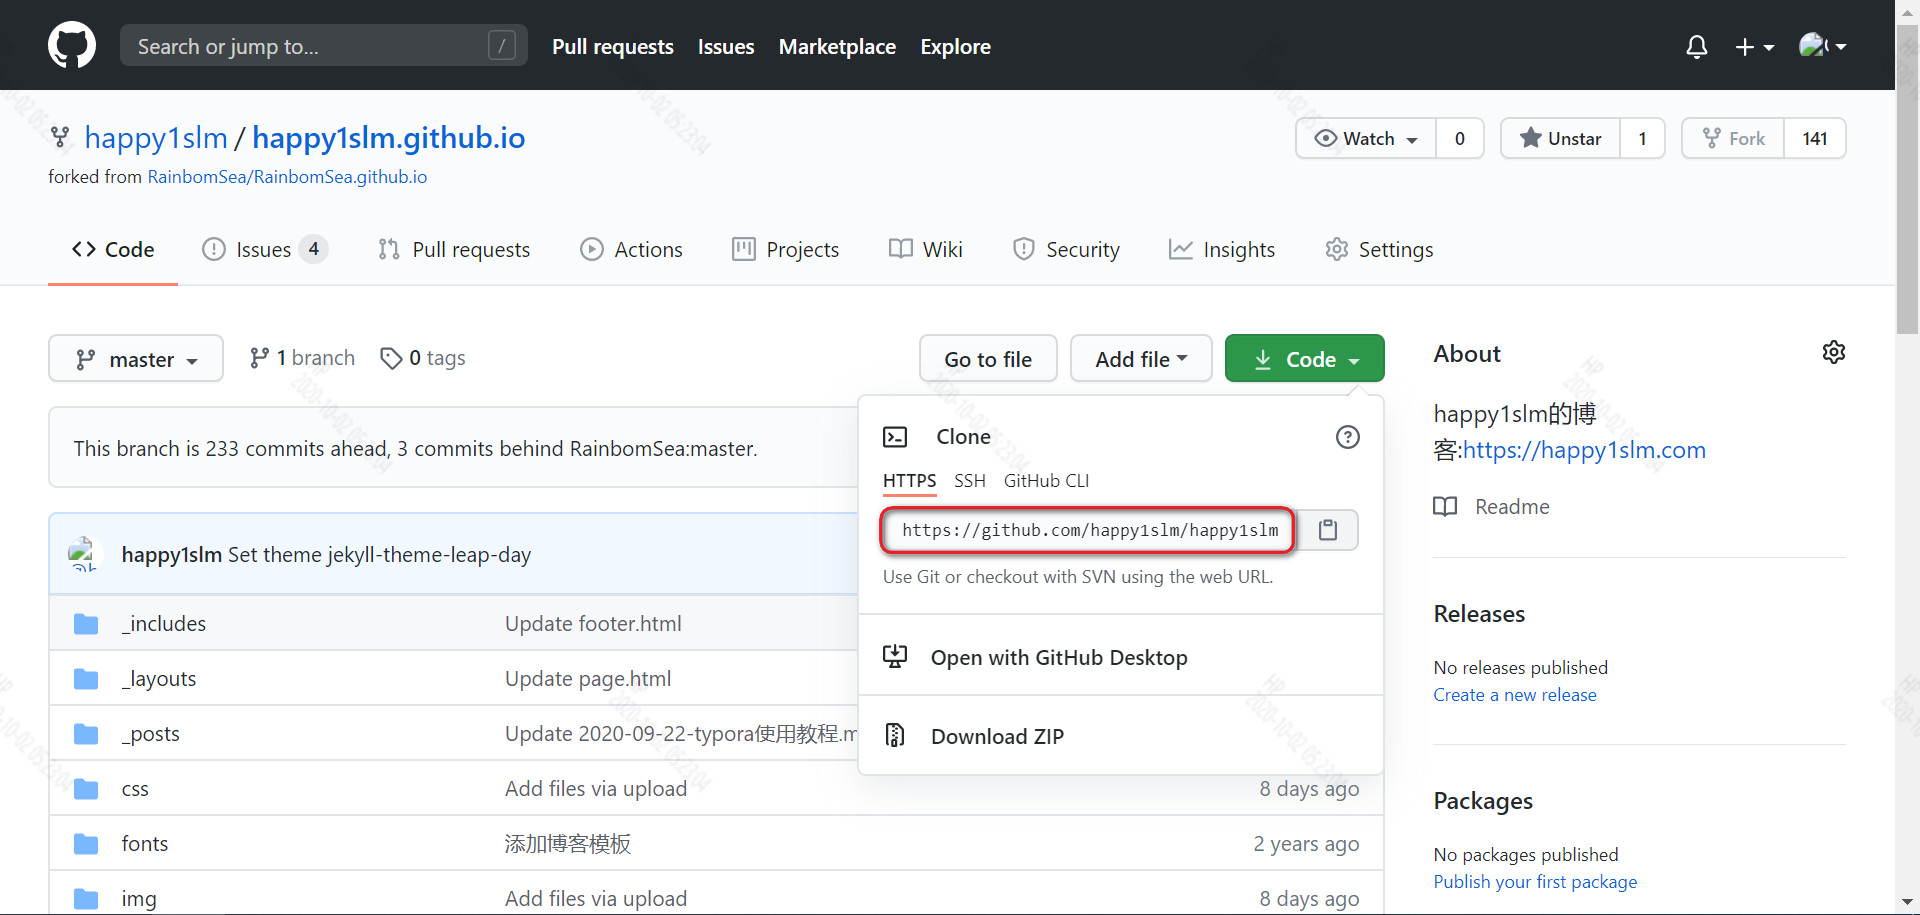 Search or jump to... /
Pull requests Issues Marketplace Explore
happy1slm / happy1slm.github.io
forked from RainbomSea/RainbomSea.github.io
Watch 0
Unstar 1
Fork 141
Code
Issues 4
Pull requests
Actions
Projects
Wiki
Security
Insights
Settings
master
1 branch
0 tags
Go to file
Add file
Code
This branch is 233 commits ahead, 3 commits behind RainbomSea:master.
happy1slm Set theme jekyll-theme-leap-day
_includes Update footer.html
_layouts Update page.html
_posts Update 2020-09-22-typora使用教程.m
css Add files via upload 8 days ago
fonts 添加博客模板 2 years ago
img Add files via upload 8 days ago
Clone
HTTPS SSH GitHub CLI
https://github.com/happy1slm/happy1slm
Use Git or checkout with SVN using the web URL.
Open with GitHub Desktop
Download ZIP
About
happy1slm的博
客:https://happy1slm.com
Readme
Releases
No releases published
Create a new release
Packages
No packages published
Publish your first package
HP
2020-10-02 05:23:04